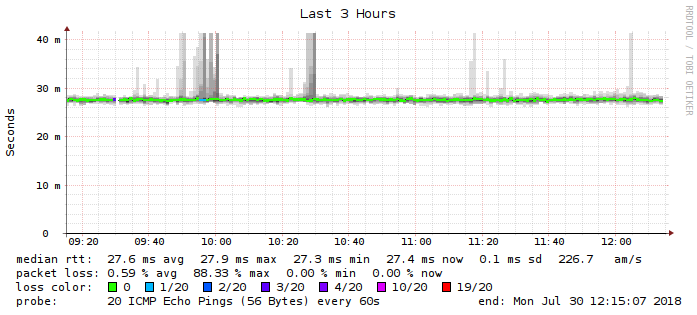 Last 3 Hours
RRDTOOL / TOBI OETIKER
Seconds
40 m
30 m
20 m
10 m
0
09:20 09:40 10:00 10:20 10:40 11:00 11:20 11:40 12:00
median rtt: 27.6 ms avg 27.9 ms max 27.3 ms min 27.4 ms now 0.1 ms sd 226.7 am/s
packet loss: 0.59 % avg 88.33 % max 0.00 % min 0.00 % now
loss color: 0 1/20 2/20 3/20 4/20 10/20 19/20
probe: 20 ICMP Echo Pings (56 Bytes) every 60s end: Mon Jul 30 12:15:07 2018